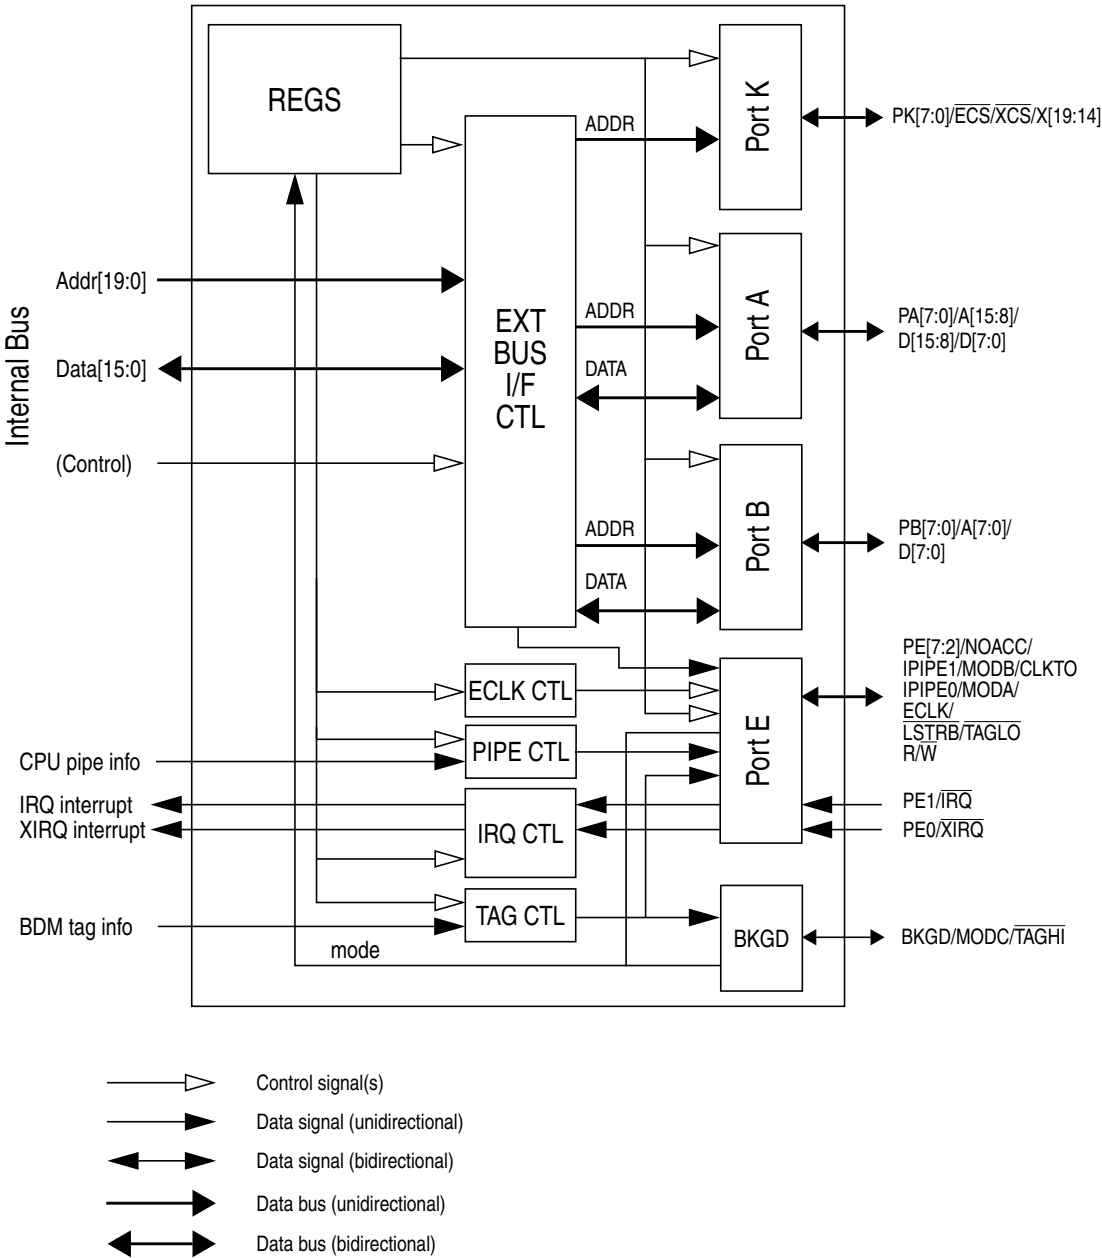 REGS
Port K
PK[7:0]/ECS/XCS/X[19:14]
ADDR
Internal Bus
Addr[19:0]
Data[15:0]
(Control)
EXT
BUS
I/F
CTL
ADDR
DATA
Port A
PA[7:0]/A[15:8]/
D[15:8]/D[7:0]
ADDR
DATA
Port B
PB[7:0]/A[7:0]/
D[7:0]
ECLK CTL
PIPE CTL
CPU pipe info
IRQ interrupt
XIRQ interrupt
IRQ CTL
Port E
PE[7:2]/NOACC/
IPIPE1/MODB/CLKTO
IPIPE0/MODA/
ECLK/
LSTRB/TAGLO
R/W
PE1/IRQ
PE0/XIRQ
TAG CTL
BDM tag info
mode
BKGD
BKGD/MODC/TAGHI
Control signal(s)
Data signal (unidirectional)
Data signal (bidirectional)
Data bus (unidirectional)
Data bus (bidirectional)